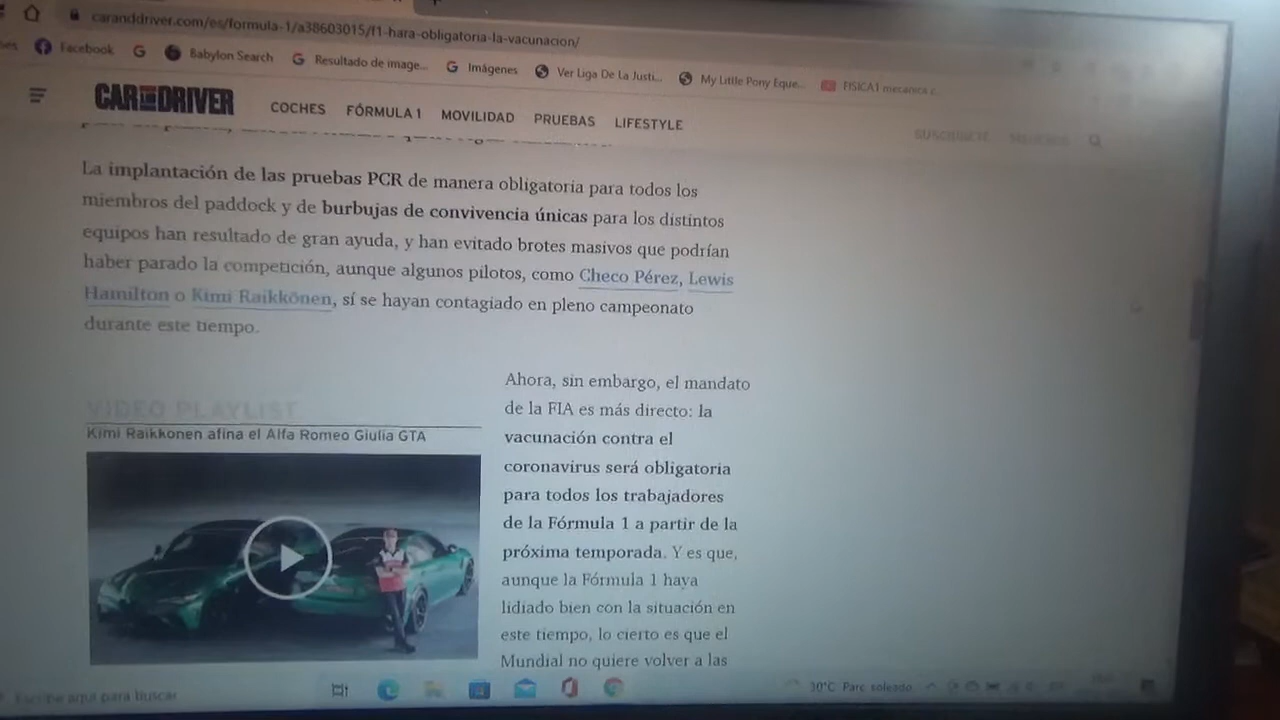 caranddriver.com/es/formula-1/a38603015/f1-hara-obligatoria-la-vacunacion/
Facebook Babylon Search Resultado de image... Imágenes Ver Liga De La Justi... My Little Pony Eque... FISICA1 mecanica c...
CAR AND DRIVER COCHES FÓRMULA 1 MOVILIDAD PRUEBAS LIFESTYLE
La implantación de las pruebas PCR de manera obligatoria para todos los
miembros del paddock y de burbujas de convivencia únicas para los distintos
equipos han resultado de gran ayuda, y han evitado brotes masivos que podrían
haber parado la competición, aunque algunos pilotos, como Checo Pérez, Lewis
Hamilton o Kimi Raikkönen, sí se hayan contagiado en pleno campeonato
durante este tiempo.
VIDEO PLAYLIST
Kimi Raikkonen afina el Alfa Romeo Giulia GTA
Ahora, sin embargo, el mandato
de la FIA es más directo: la
vacunación contra el
coronavirus será obligatoria
para todos los trabajadores
de la Fórmula 1 a partir de la
próxima temporada. Y es que,
aunque la Fórmula 1 haya
lidiado bien con la situación en
este tiempo, lo cierto es que el
Mundial no quiere volver a las
Escribe aquí para buscar
30°C Parc. soleado